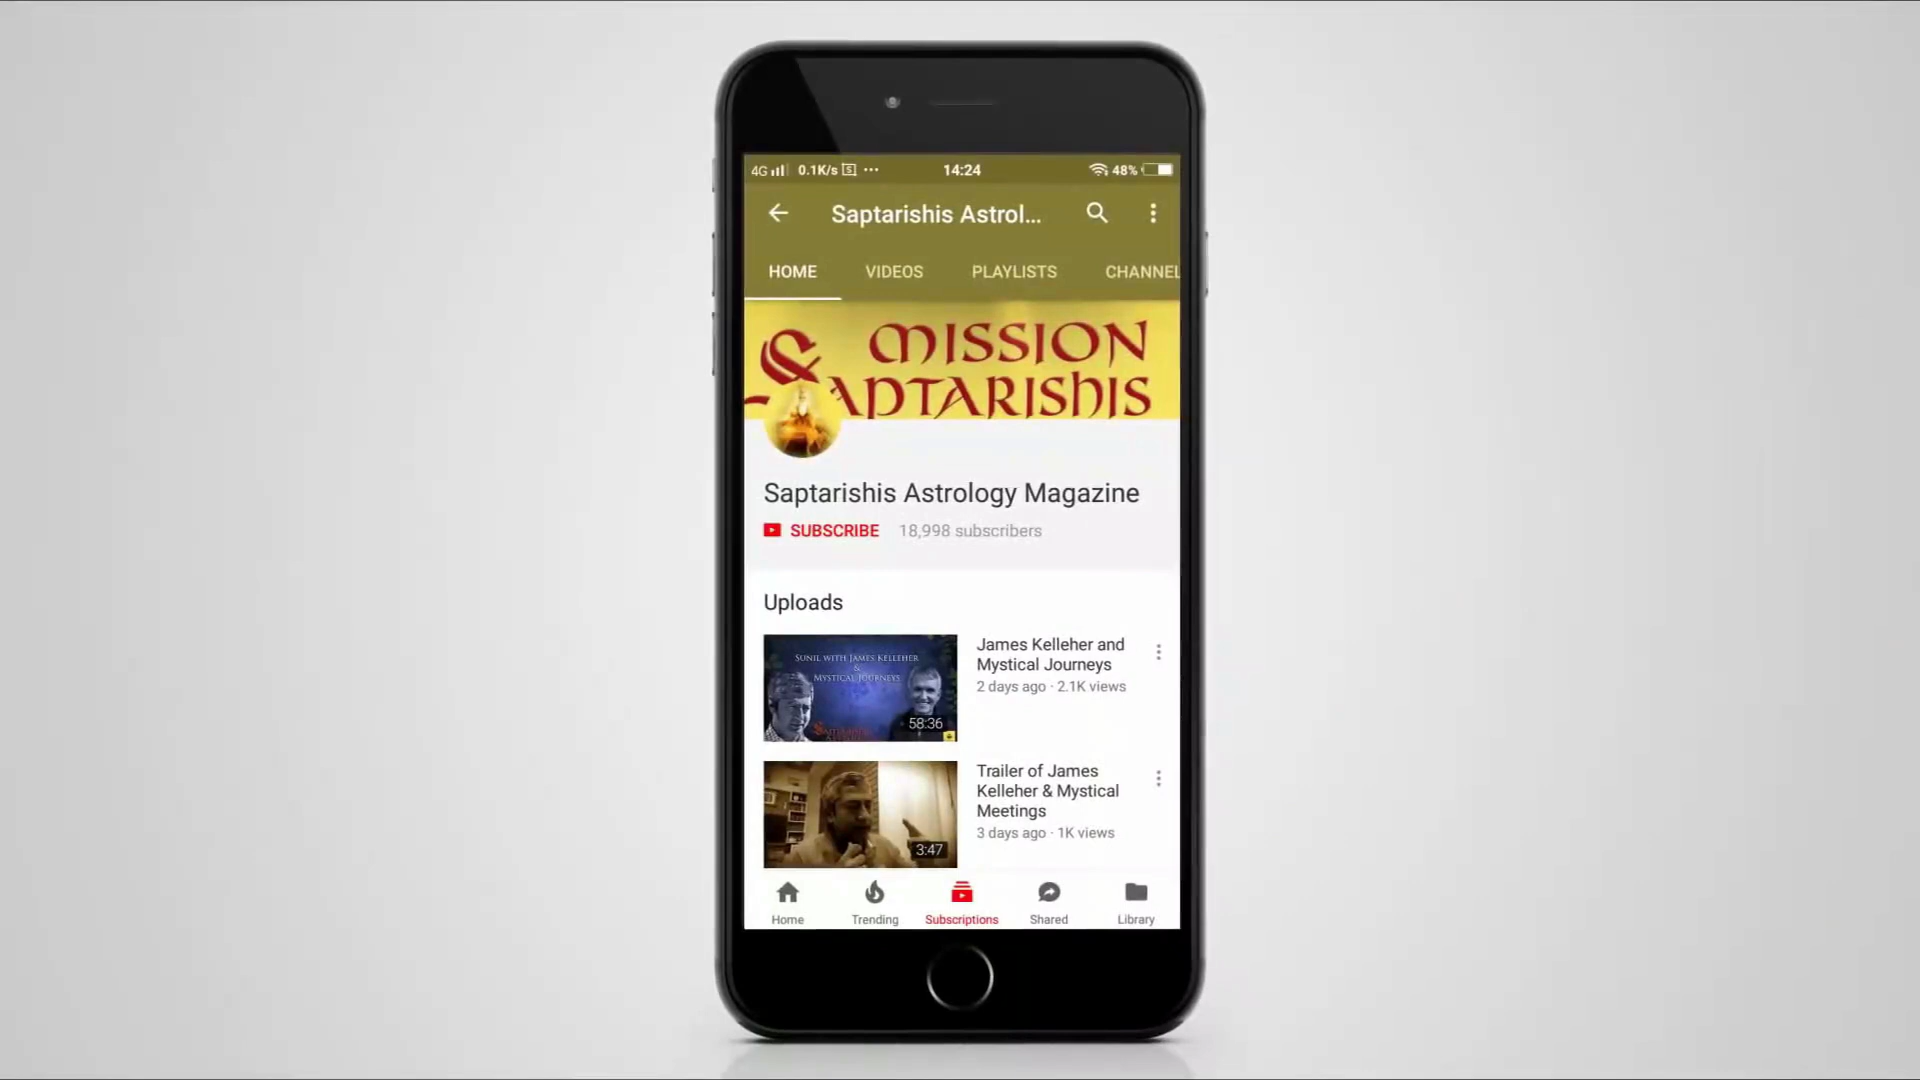 4G 0.1K/s 14:24 48%
Saptarishis Astrol...
HOME VIDEOS PLAYLISTS CHANNEL
MISSION
SAPTARISHIS
Saptarishis Astrology Magazine
SUBSCRIBE 18,998 subscribers
Uploads
SUNIL WITH JAMES KELLEHER
&
MYSTICAL JOURNEYS
58:36
James Kelleher and
Mystical Journeys
2 days ago · 2.1K views
3:47
Trailer of James
Kelleher & Mystical
Meetings
3 days ago · 1K views
Home Trending Subscriptions Shared Library